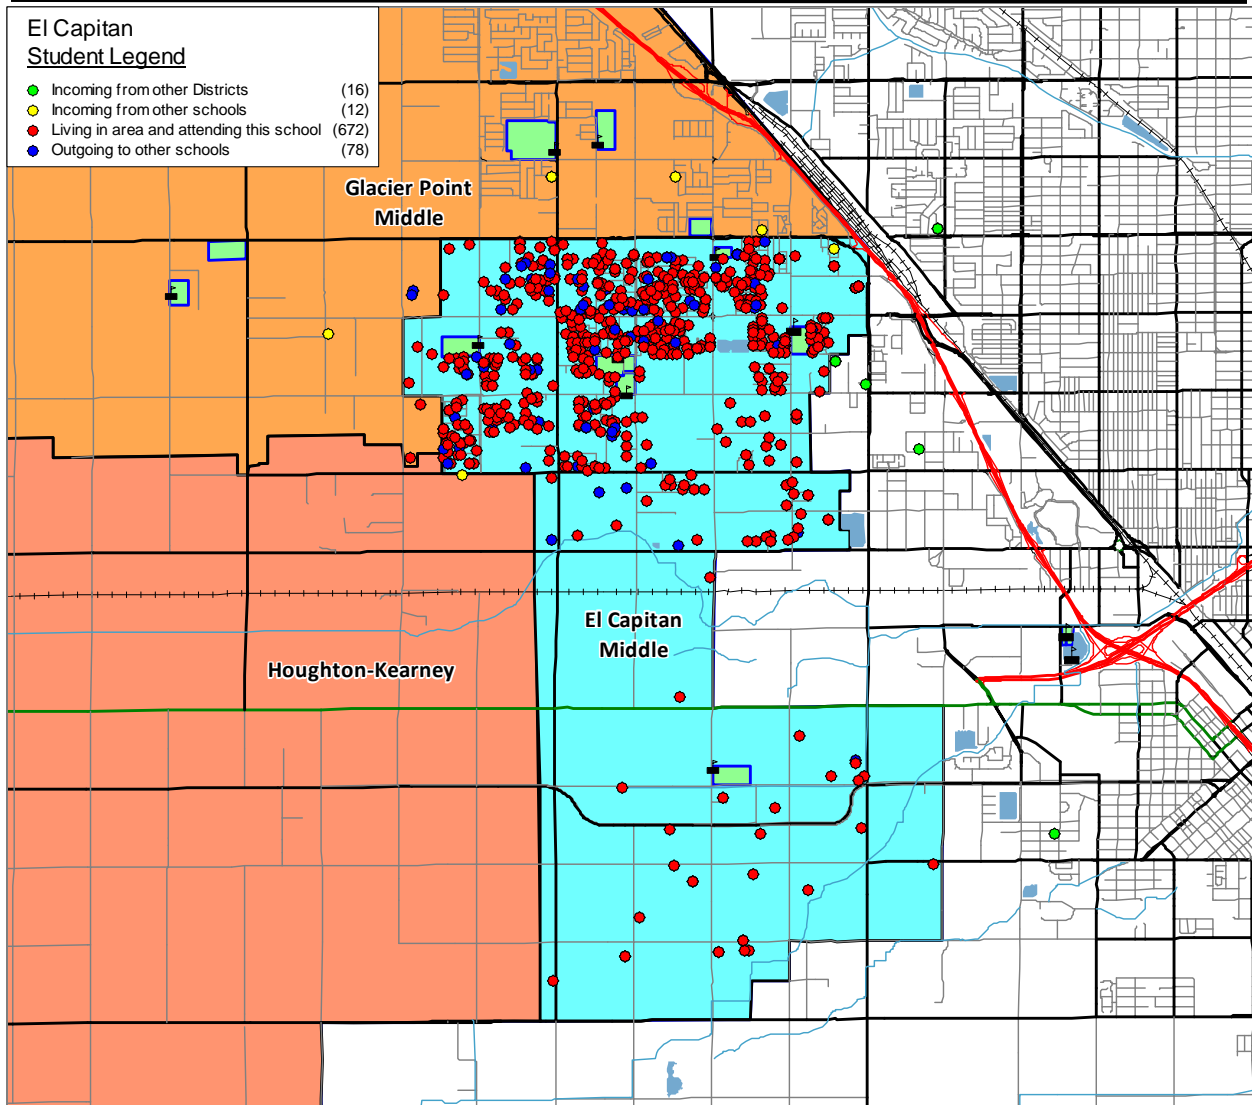 El Capitan
Student Legend
Incoming from other Districts (16)
Incoming from other schools (12)
Living in area and attending this school (672)
Outgoing to other schools (78)
Glacier Point
Middle
El Capitan
Middle
Houghton-Kearney